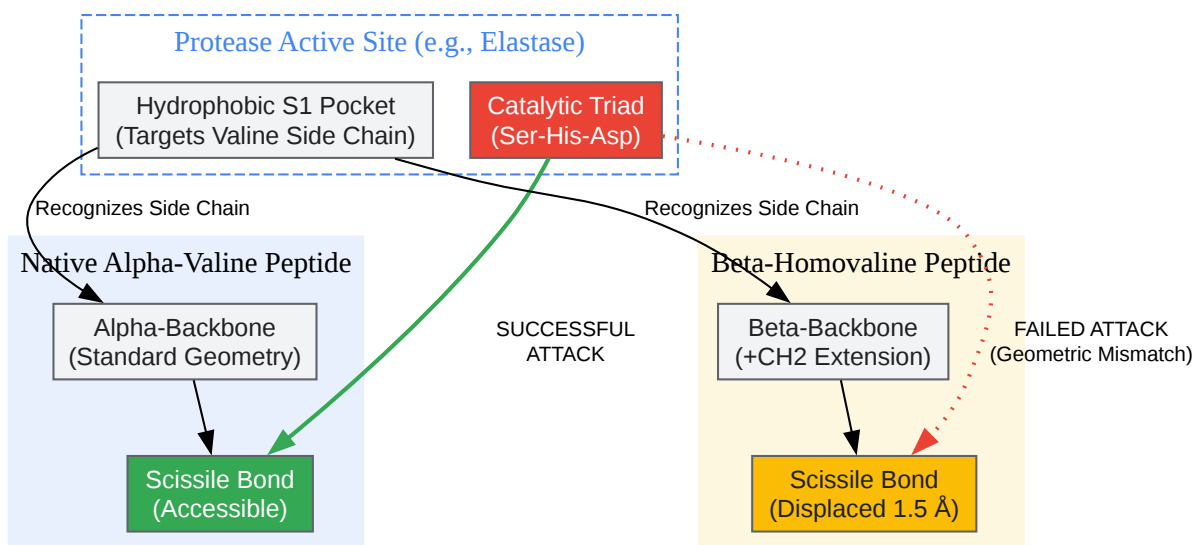 Protease Active Site (e.g., Elastase)
Hydrophobic S1 Pocket
(Targets Valine Side Chain)
Catalytic Triad
(Ser-His-Asp)
Recognizes Side Chain
Recognizes Side Chain
Native Alpha-Valine Peptide
Beta-Homovaline Peptide
Alpha-Backbone
(Standard Geometry)
SUCCESSFUL
ATTACK
Beta-Backbone
(+CH2 Extension)
FAILED ATTACK
(Geometric Mismatch)
Scissile Bond
(Accessible)
Scissile Bond
(Displaced 1.5 Å)